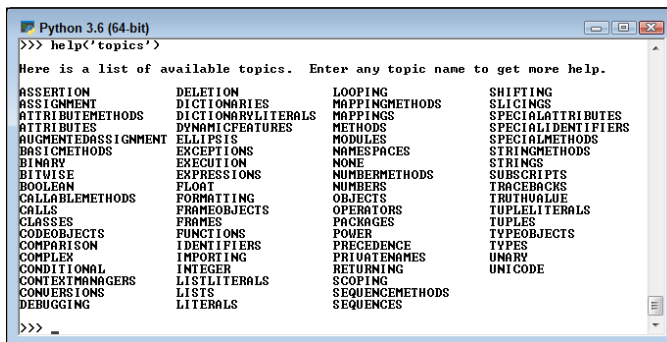 Python 3.6 (64-bit)
>>> help('topics')
Here is a list of available topics.  Enter any topic name to get more help.
ASSERTION           DELETION            LOOPING             SHIFTING
ASSIGNMENT          DICTIONARIES        MAPPINGMETHODS      SLICINGS
ATTRIBUTEMETHODS    DICTIONARYLITERALS  MAPPINGS            SPECIALATTRIBUTES
ATTRIBUTES          DYNAMICFEATURES     METHODS             SPECIALIDENTIFIERS
AUGMENTEDASSIGNMENT ELLIPSIS            MODULES             SPECIALMETHODS
BASICMETHODS        EXCEPTIONS          NAMESPACES          STRINGMETHODS
BINARY              EXECUTION           NONE                STRINGS
BITWISE             EXPRESSIONS         NUMBERMETHODS       SUBSCRIPTS
BOOLEAN             FLOAT               NUMBERS             TRACEBACKS
CALLABLEMETHODS     FORMATTING          OBJECTS             TRUTHVALUE
CALLS               FRAMEOBJECTS        OPERATORS           TUPLELITERALS
CLASSES             FRAMES              PACKAGES            TUPLES
CODEOBJECTS         FUNCTIONS           POWER               TYPEOBJECTS
COMPARISON          IDENTIFIERS         PRECEDENCE          TYPES
COMPLEX             IMPORTING           PRIVATENAMES        UNARY
CONDITIONAL         INTEGER             RETURNING           UNICODE
CONTEXTMANAGERS     LISTLITERALS        SCOPING
CONVERSIONS         LISTS               SEQUENCEMETHODS
DEBUGGING           LITERALS            SEQUENCES
>>> _